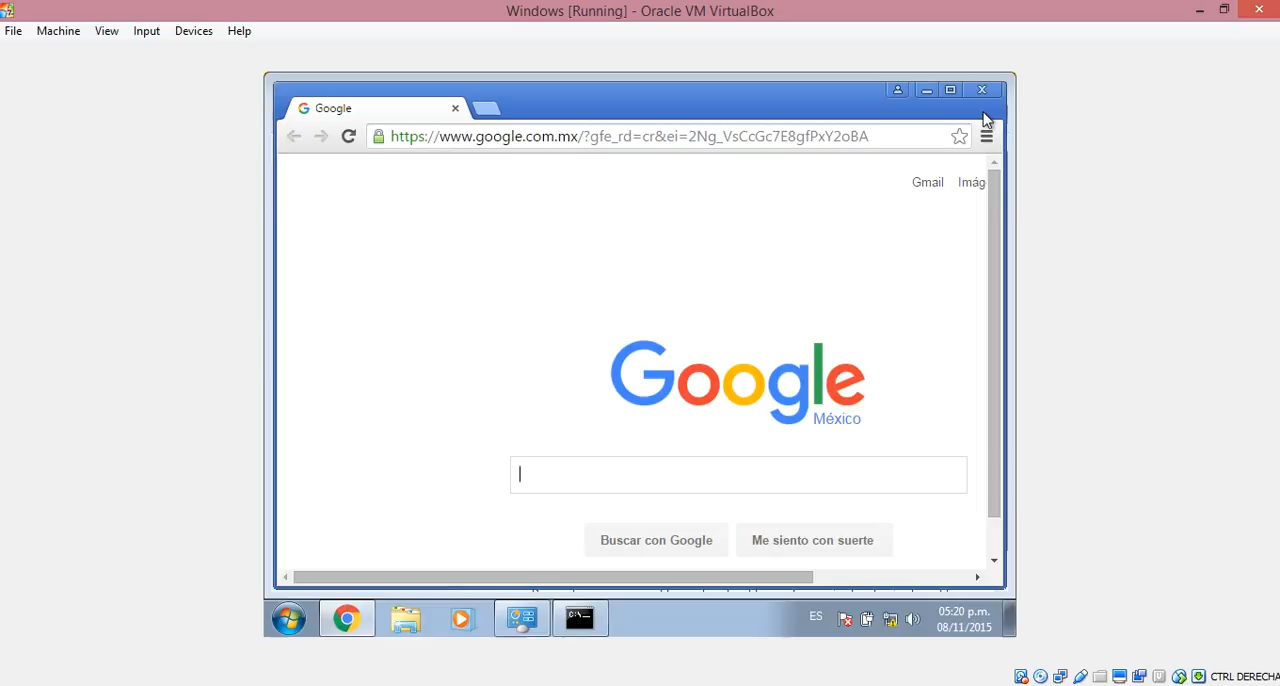 Windows [Running] - Oracle VM VirtualBox
File Machine View Input Devices Help
Google
https://www.google.com.mx/?gfe_rd=cr&ei=2Ng_VsCcGc7E8gfPxY2oBA
Gmail Imág
Google
México
Buscar con Google Me siento con suerte
C:\.
ES
05:20 p.m.
08/11/2015
CTRL DERECHA